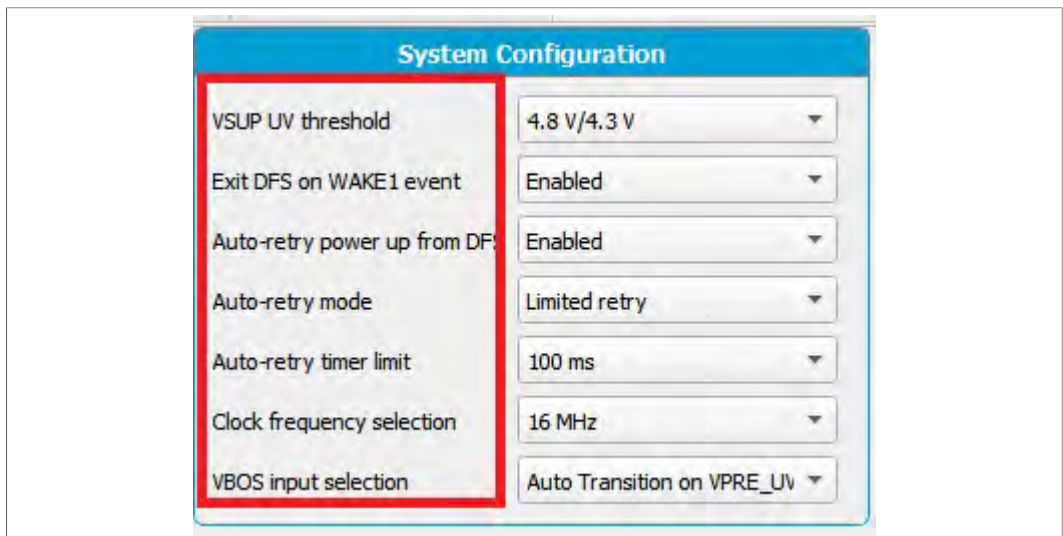 System Configuration
VSUP UV threshold 4.8 V/4.3 V
Exit DFS on WAKE1 event Enabled
Auto-retry power up from DFS Enabled
Auto-retry mode Limited retry
Auto-retry timer limit 100 ms
Clock frequency selection 16 MHz
VBOS input selection Auto Transition on VPRE_UV